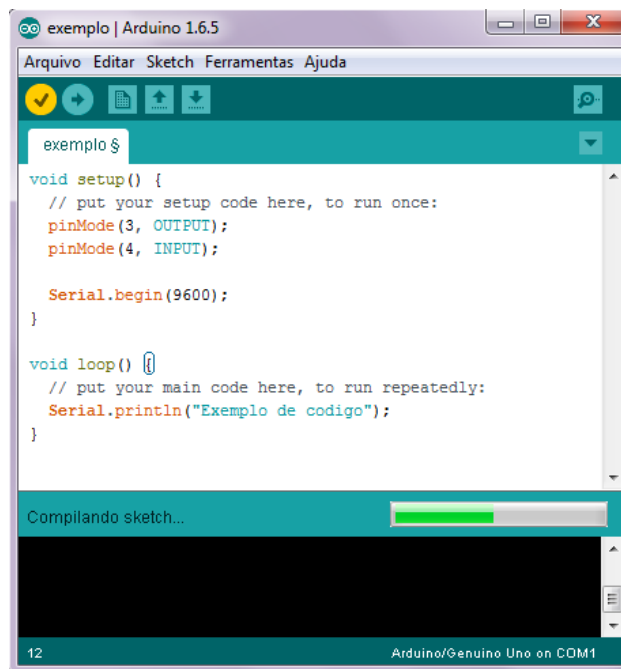 exemplo | Arduino 1.6.5
Arquivo Editar Sketch Ferramentas Ajuda
exemplo §
void setup() {
  // put your setup code here, to run once:
  pinMode(3, OUTPUT);
  pinMode(4, INPUT);
  Serial.begin(9600);
}
void loop() {
  // put your main code here, to run repeatedly:
  Serial.println("Exemplo de codigo");
}
Compilando sketch...
12 Arduino/Genuino Uno on COM1